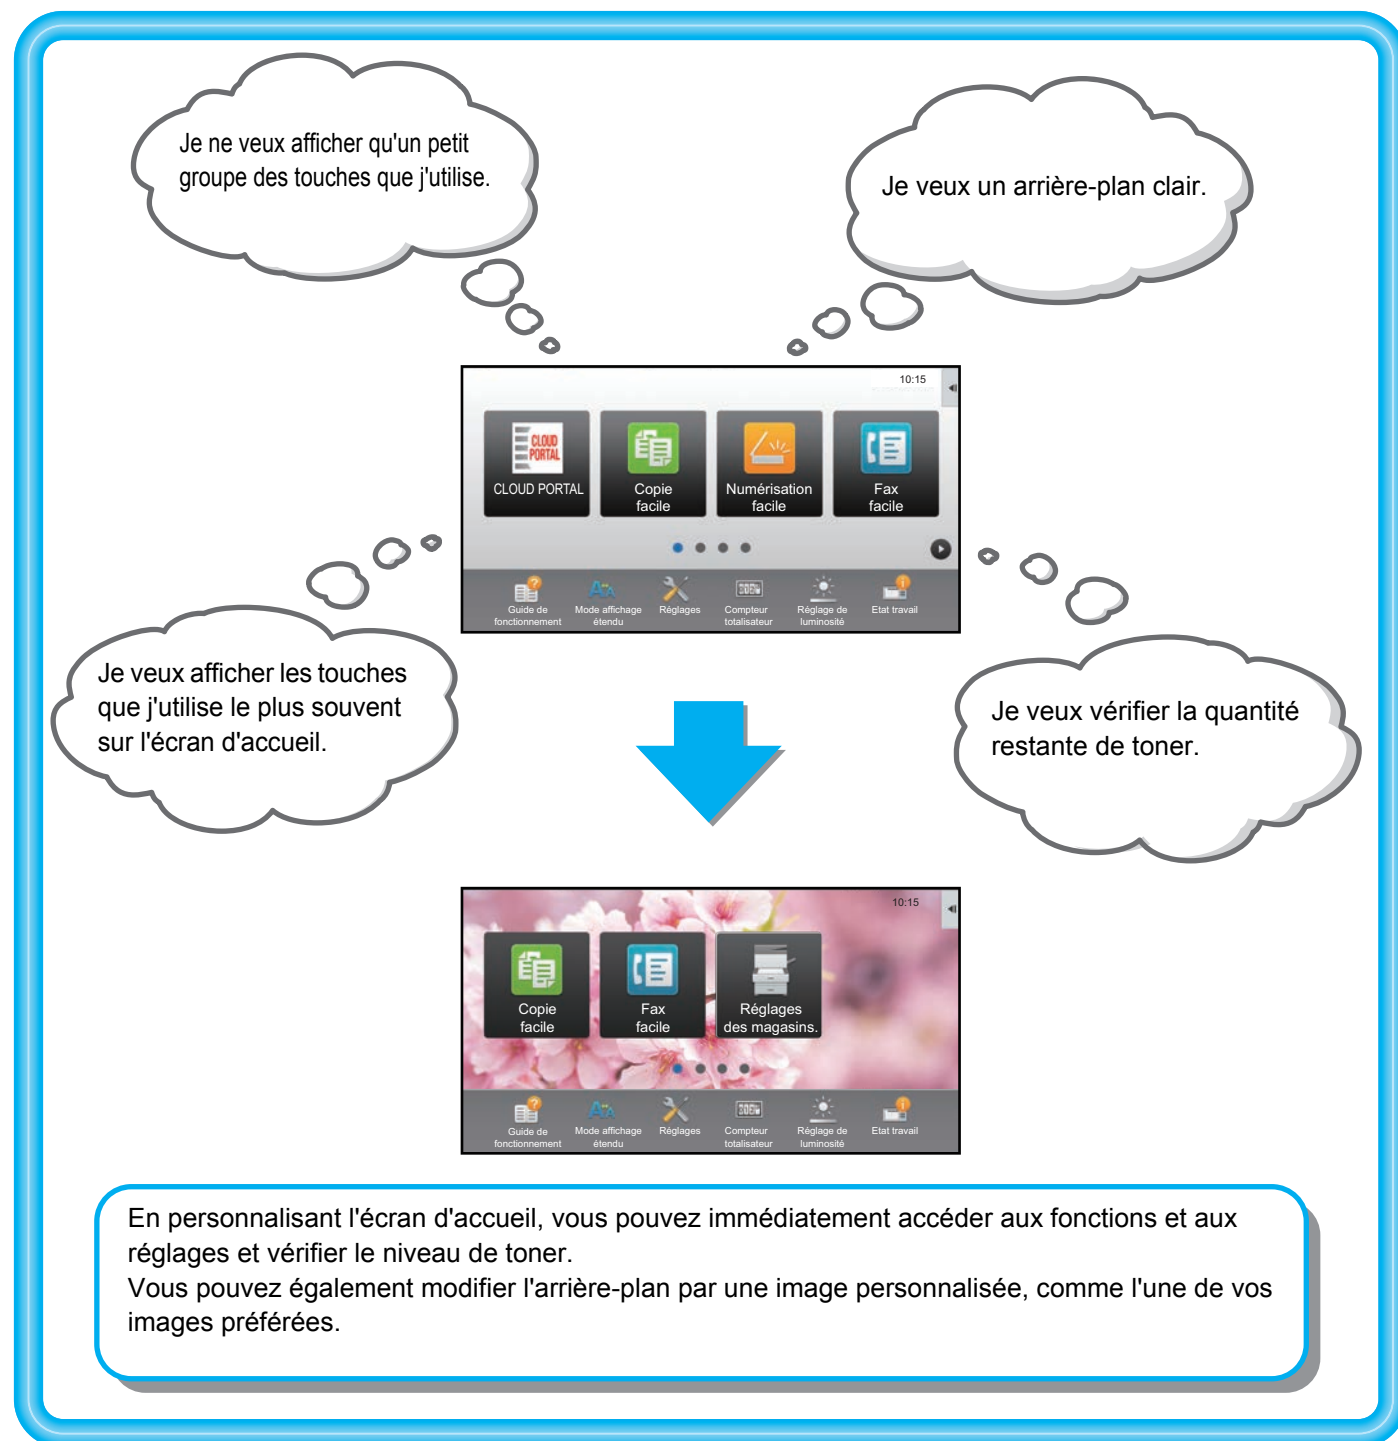 Je ne veux afficher qu'un petit
groupe des touches que j'utilise.
Je veux un arrière-plan clair.
10:15
CLOUD
PORTAL
CLOUD PORTAL
Copie
facile
Numérisation
facile
Fax
facile
Guide de
fonctionnement
Mode affichage
étendu
Réglages
Compteur
totalisateur
Réglage de
luminosité
Etat travail
Je veux afficher les touches
que j'utilise le plus souvent
sur l'écran d'accueil.
Je veux vérifier la quantité
restante de toner.
10:15
Copie
facile
Fax
facile
Réglages
des magasins.
Guide de
fonctionnement
Mode affichage
étendu
Réglages
Compteur
totalisateur
Réglage de
luminosité
Etat travail
En personnalisant l'écran d'accueil, vous pouvez immédiatement accéder aux fonctions et aux
réglages et vérifier le niveau de toner.
Vous pouvez également modifier l'arrière-plan par une image personnalisée, comme l'une de vos
images préférées.